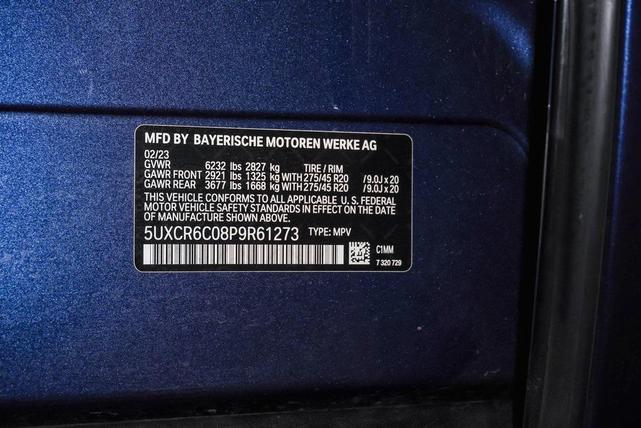 MFD BY BAYERISCHE MOTOREN WERKE AG
02/23
GVWR 6232 lbs 2827 kg TIRE / RIM
GAWR FRONT 2921 lbs 1325 kg WITH 275/45 R20 /9.0J x 20
GAWR REAR 3677 lbs 1668 kg WITH 275/45 R20 /9.0J x 20
THIS VEHICLE CONFORMS TO ALL APPLICABLE U. S. FEDERAL
MOTOR VEHICLE SAFETY STANDARDS IN EFFECT ON THE DATE
OF MANUFACTURE SHOWN ABOVE.
5UXCR6C08P9R61273 TYPE: MPV
C1MM
7 320 729